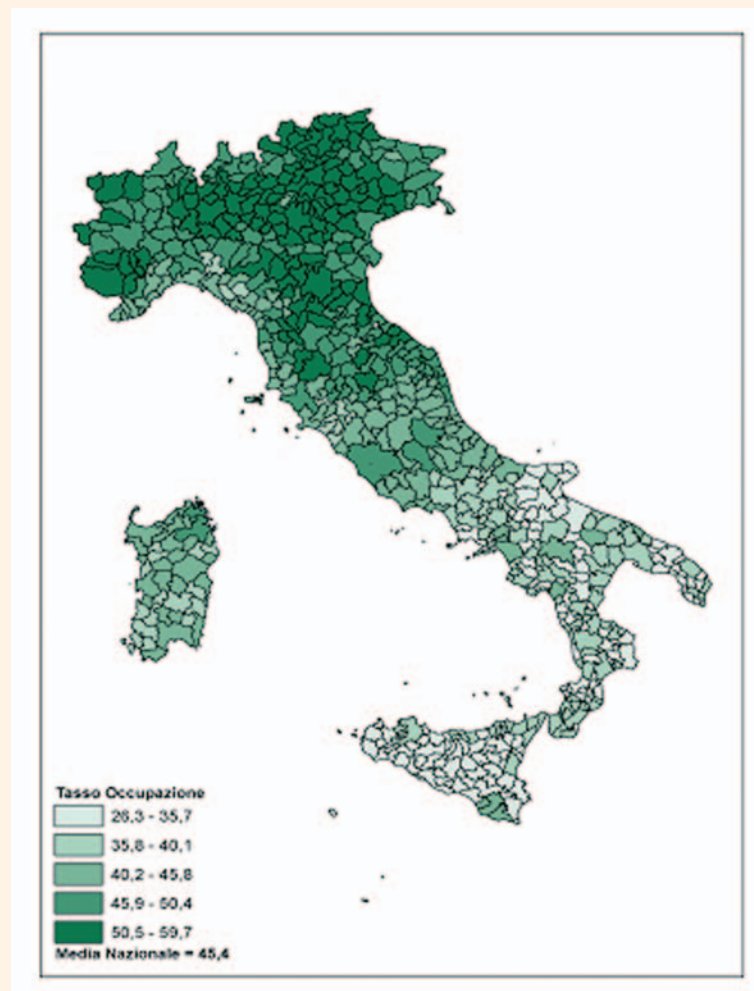 Tasso Occupazione
26,3 - 35,7
35,8 - 40,1
40,2 - 45,8
45,9 - 50,4
50,5 - 59,7
Media Nazionale = 45,4